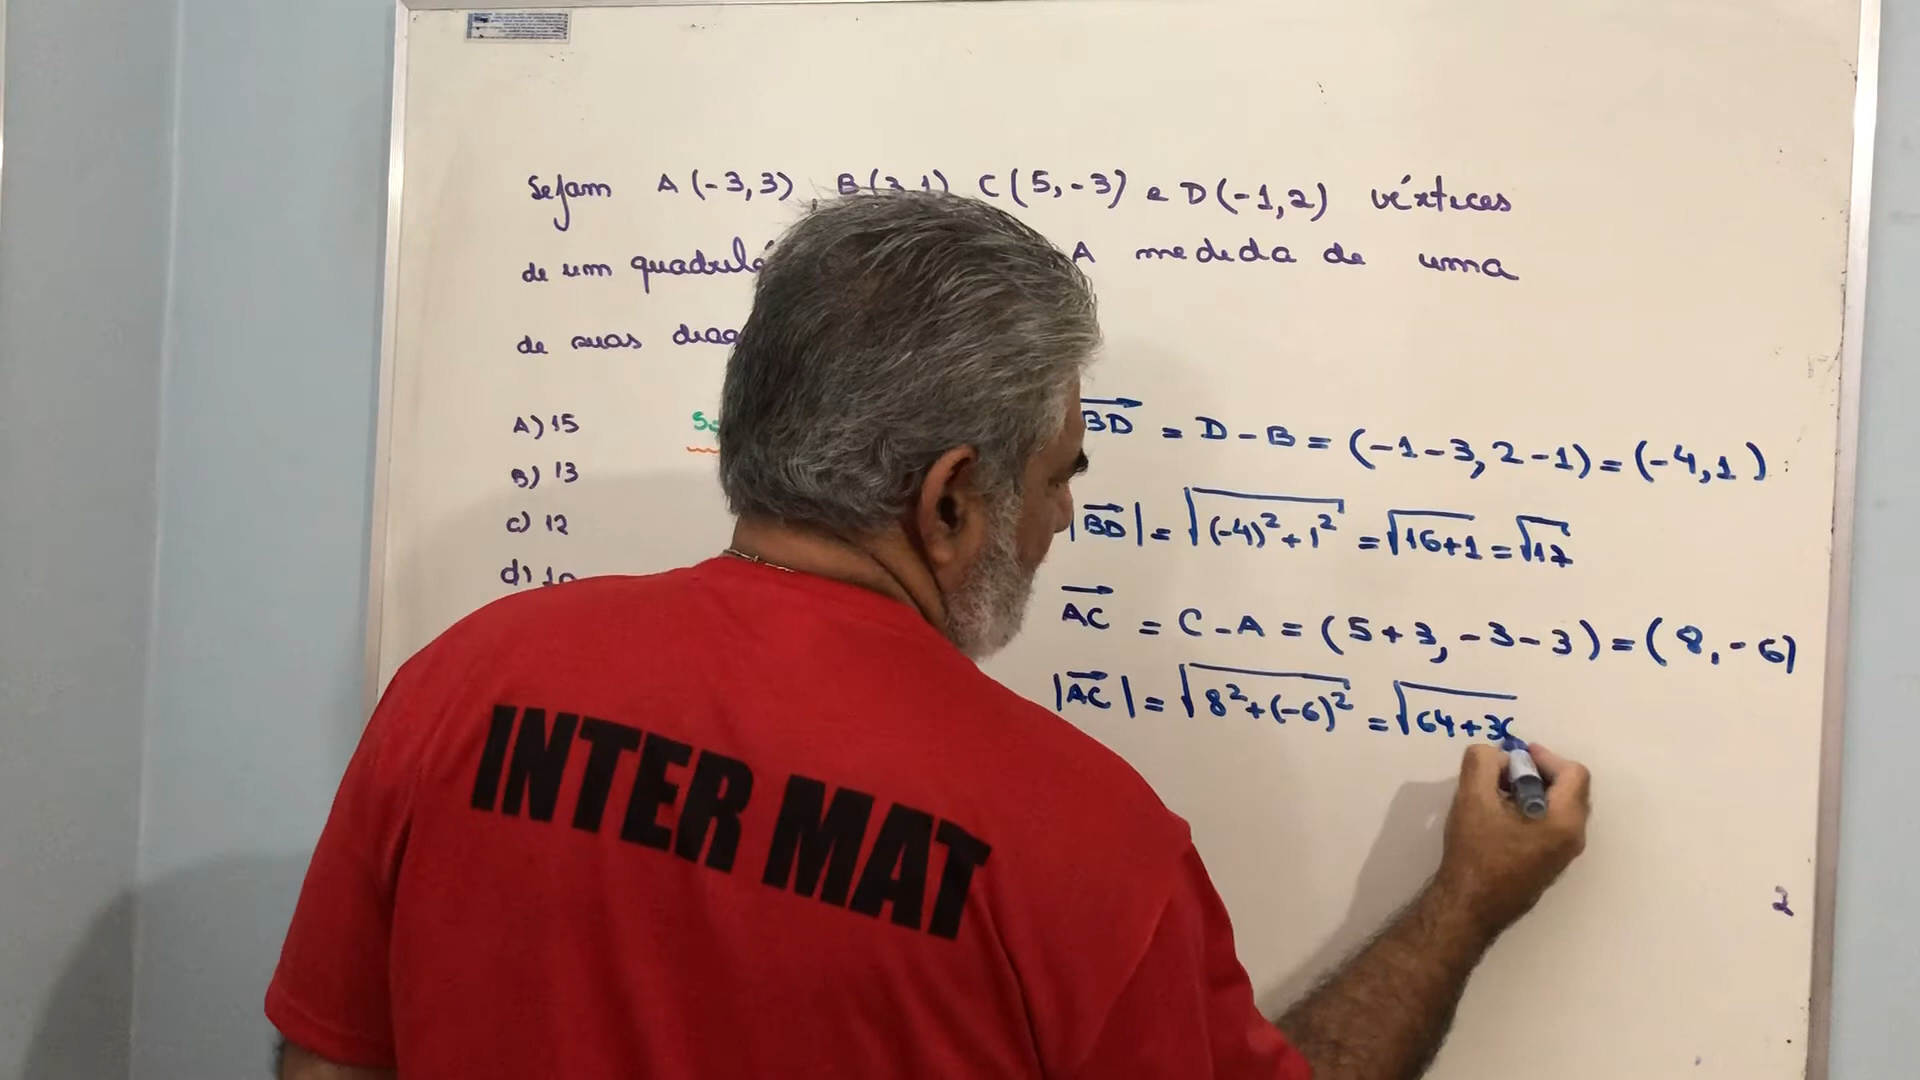 Sejam A(-3,3), B(3,1) C(5,-3) e D(-1,2) vértices
de um A medida de uma
de suas
A) 15
B) 13
c) 12
d) 10
BD = D - B = (-1-3, 2-1) = (-4,1)
|BD| = √(-4)²+1² = √16+1 = √17
AC = C - A = (5+3, -3-3) = (8,-6)
|AC| = √8²+(-6)² = √64+36
INTER MAT
2